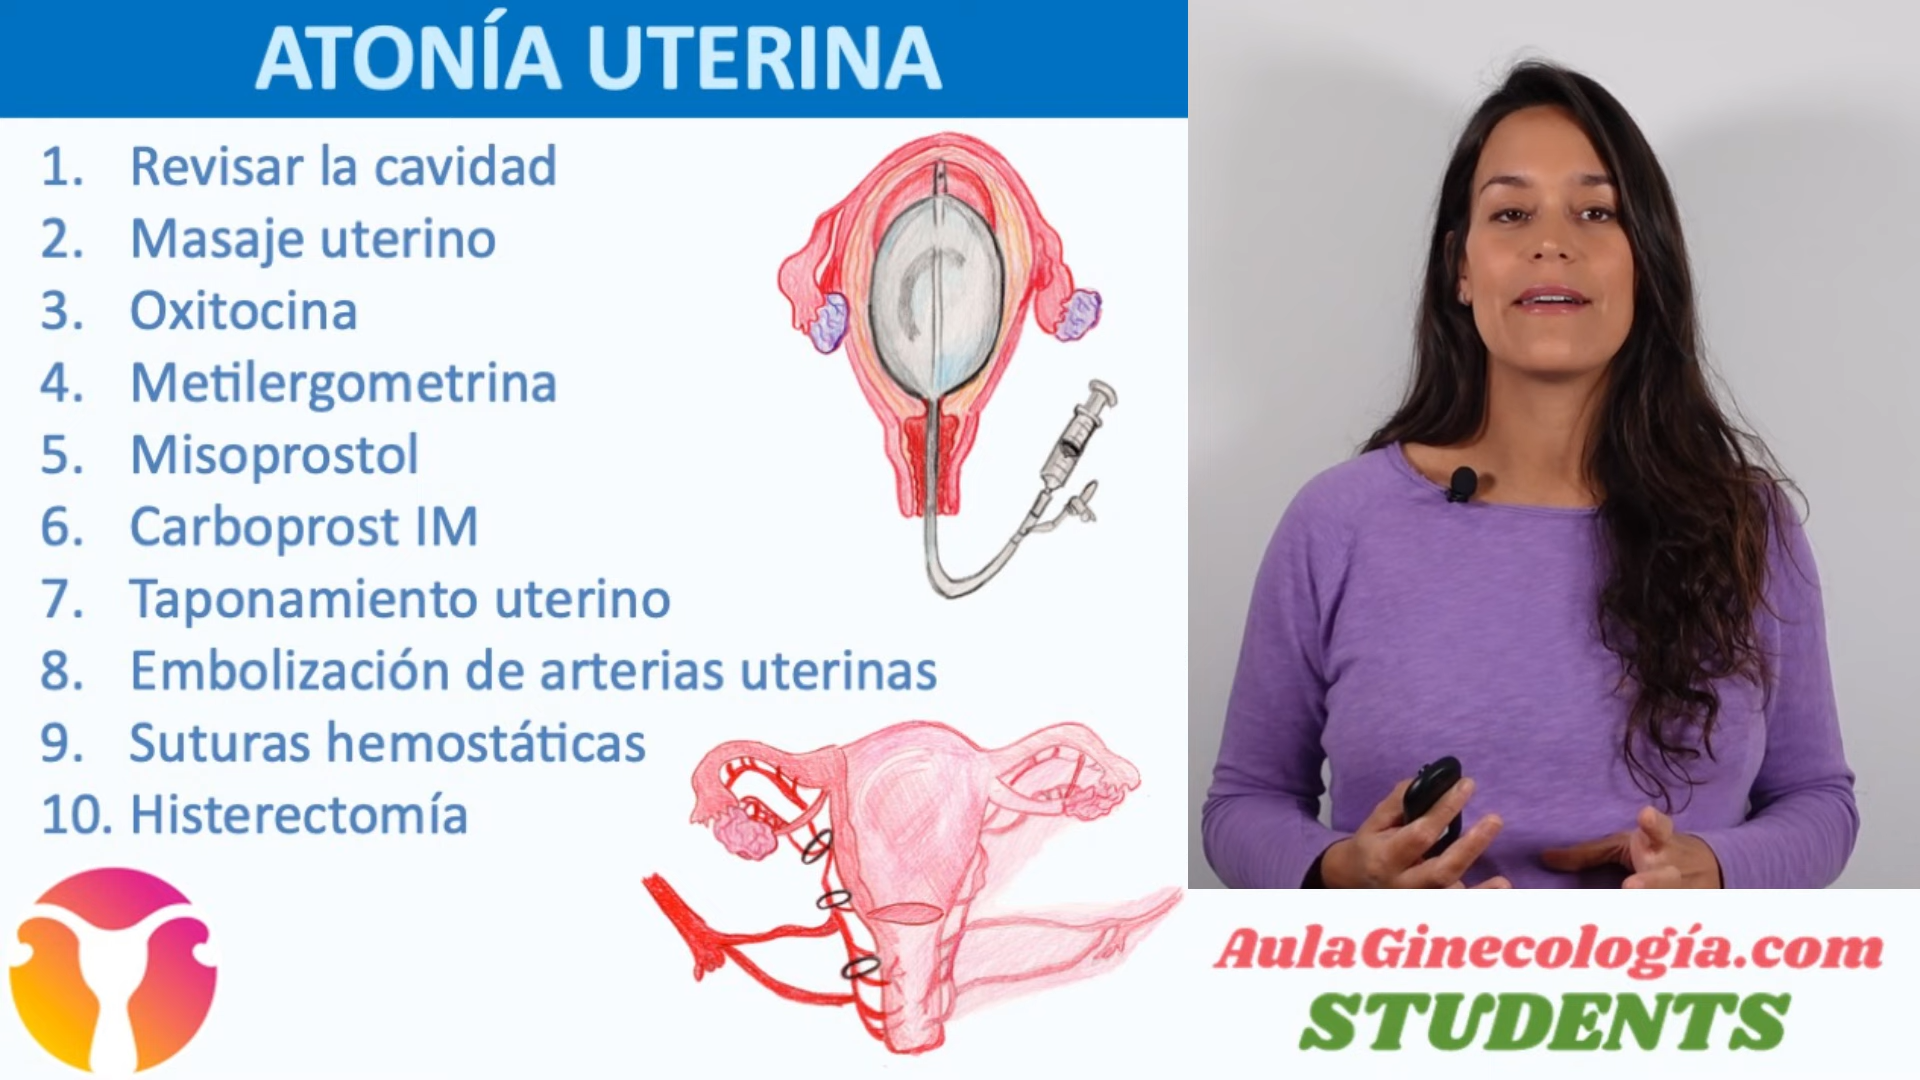 ATONÍA UTERINA
1. Revisar la cavidad
2. Masaje uterino
3. Oxitocina
4. Metilergometrina
5. Misoprostol
6. Carboprost IM
7. Taponamiento uterino
8. Embolización de arterias uterinas
9. Suturas hemostáticas
10. Histerectomía
AulaGinecología.com
STUDENTS